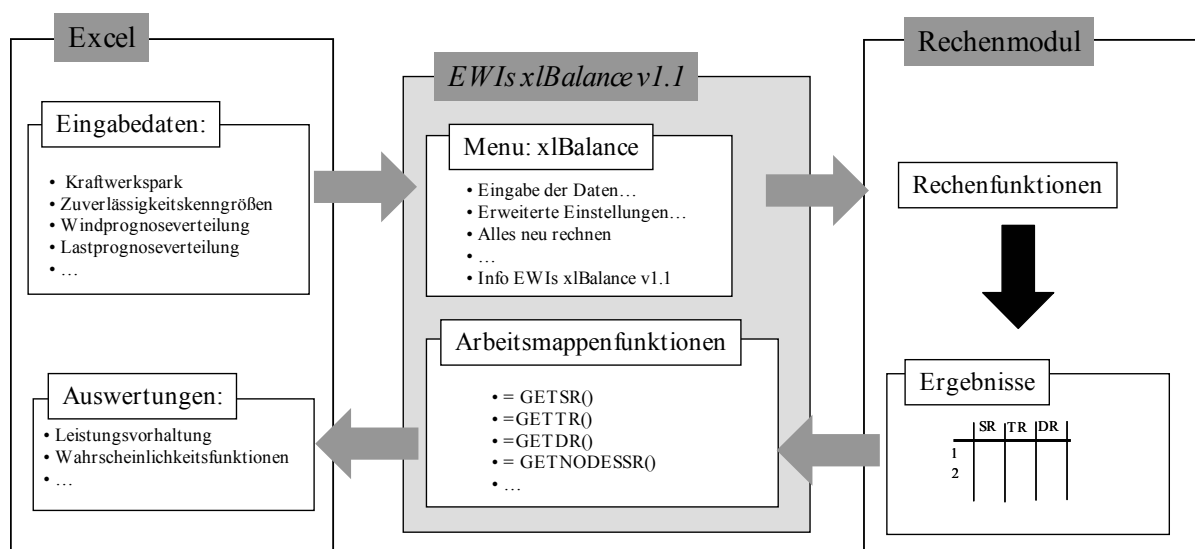 Excel
Eingabedaten:
• Kraftwerkspark
• Zuverlässigkeitskenngrößen
• Windprognoseverteilung
• Lastprognoseverteilung
• …
Auswertungen:
• Leistungsvorhaltung
• Wahrscheinlichkeitsfunktionen
• …
EWIs xlBalance v1.1
Menu: xlBalance
• Eingabe der Daten…
• Erweiterte Einstellungen…
• Alles neu rechnen
• …
• Info EWIs xlBalance v1.1
Arbeitsmappenfunktionen
• = GETSR()
• =GETTR()
• =GETDR()
• = GETNODESSR()
• …
Rechenmodul
Rechenfunktionen
Ergebnisse
SR TR DR
1
2